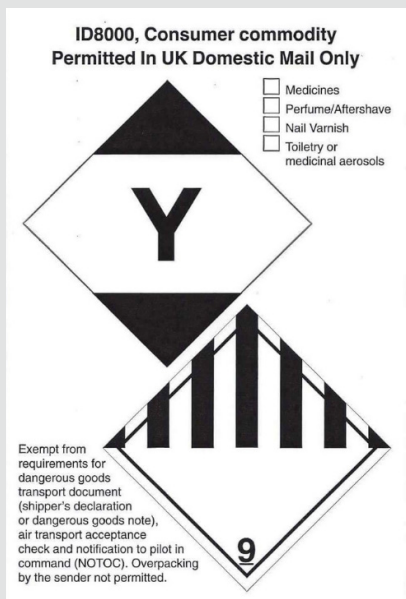 ID8000, Consumer commodity
Permitted In UK Domestic Mail Only
Medicines
Perfume/Aftershave
Nail Varnish
Toiletry or
medicinal aerosols
Y
Exempt from
requirements for
dangerous goods
transport document
(shipper's declaration
or dangerous goods note),
air transport acceptance
check and notification to pilot in
command (NOTOC). Overpacking
by the sender not permitted.
9